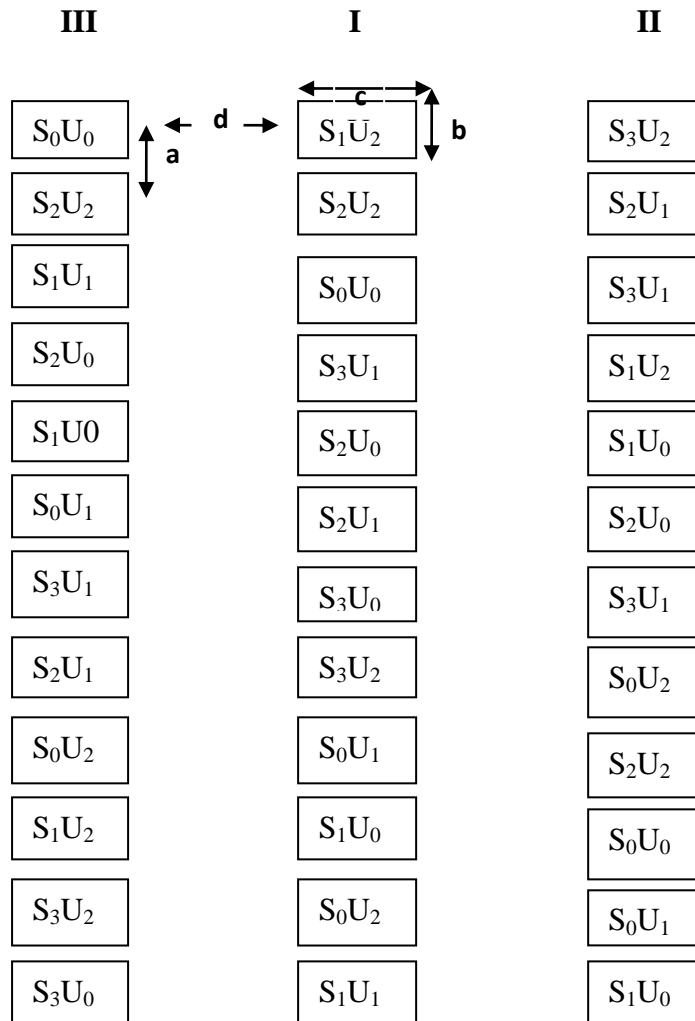 III I II
c
d
a
b
S₀U₀ S₁U₂ S₃U₂
S₂U₂ S₂U₂ S₂U₁
S₁U₁ S₀U₀ S₃U₁
S₂U₀ S₃U₁ S₁U₂
S₁U0 S₂U₀ S₁U₀
S₀U₁ S₂U₁ S₂U₀
S₃U₁ S₃U₀ S₃U₁
S₂U₁ S₃U₂ S₀U₂
S₀U₂ S₀U₁ S₂U₂
S₁U₂ S₁U₀ S₀U₀
S₃U₂ S₀U₂ S₀U₁
S₃U₀ S₁U₁ S₁U₀